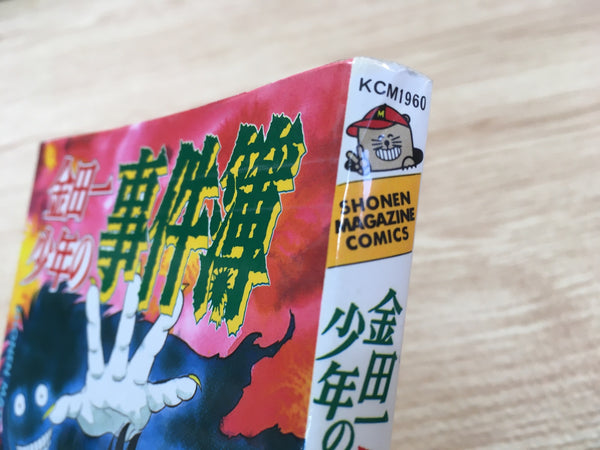 金田一
少年の
事件簿
KCM1960
M
SHONEN
MAGAZINE
COMICS
金田一
少年の